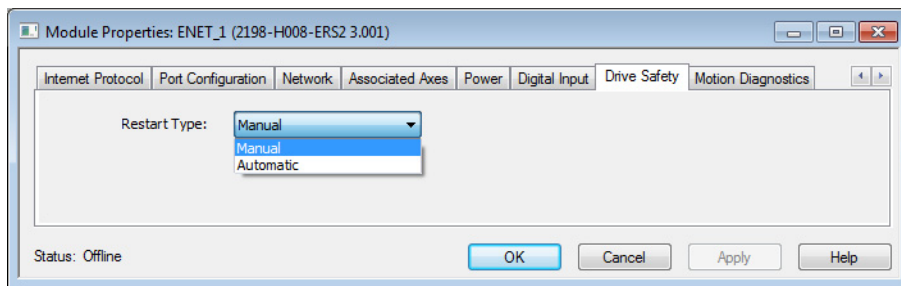 Module Properties: ENET_1 (2198-H008-ERS2 3.001)
Internet Protocol Port Configuration Network Associated Axes Power Digital Input Drive Safety Motion Diagnostics
Restart Type: Manual
Manual
Automatic
Status: Offline OK Cancel Apply Help